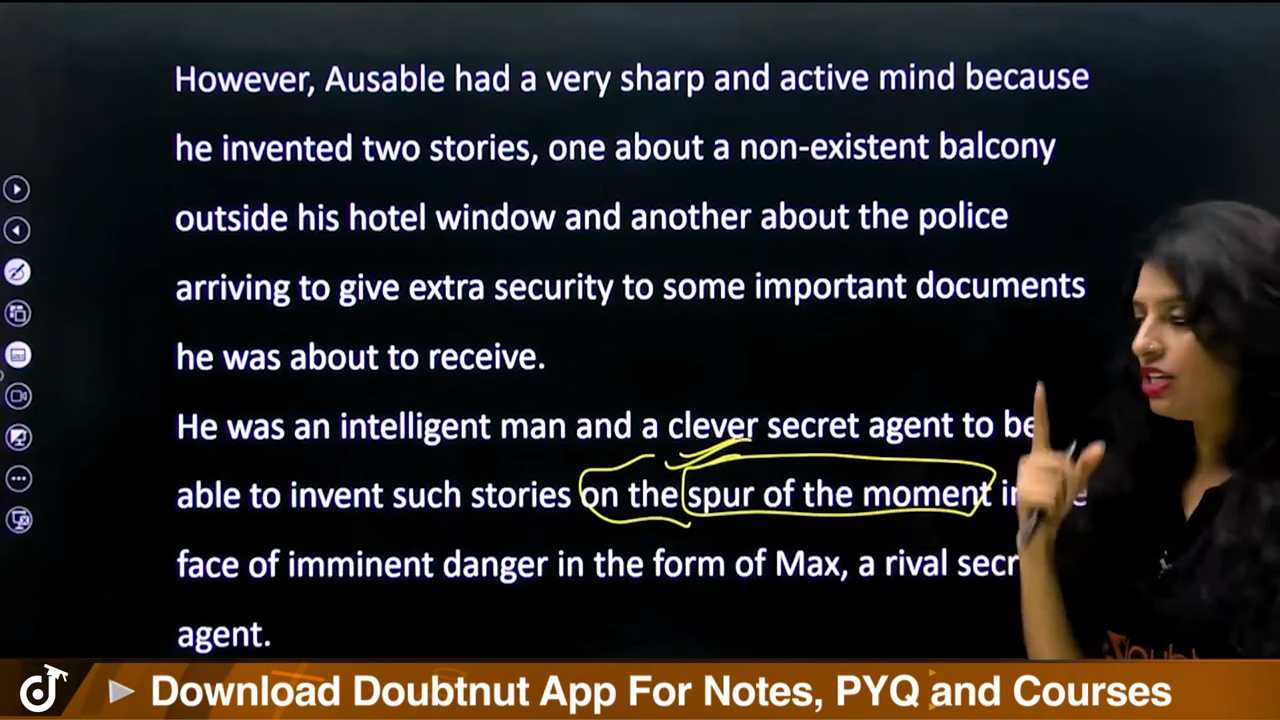 However, Ausable had a very sharp and active mind because
he invented two stories, one about a non-existent balcony
outside his hotel window and another about the police
arriving to give extra security to some important documents
he was about to receive.
He was an intelligent man and a clever secret agent to be
able to invent such stories on the spur of the moment
face of imminent danger in the form of Max, a rival
agent.
Download Doubtnut App For Notes, PYQ and Courses